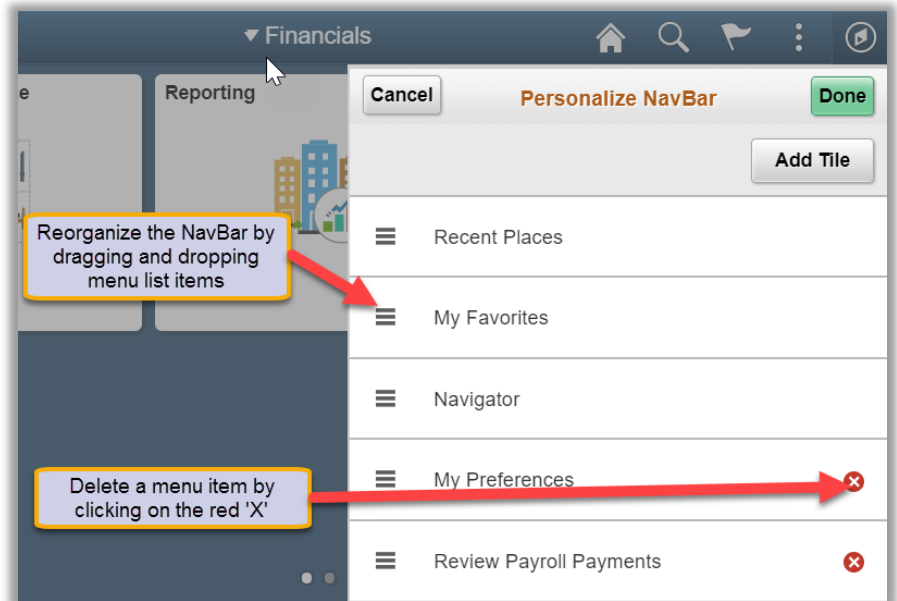 Financials
e
Reporting
Cancel
Personalize NavBar
Done
Add Tile
Reorganize the NavBar by
dragging and dropping
menu list items
Recent Places
My Favorites
Navigator
Delete a menu item by
clicking on the red 'X'
My Preferences
Review Payroll Payments